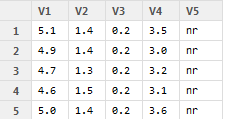 V1 V2 V3 V4 V5
1 5.1 1.4 0.2 3.5 nr
2 4.9 1.4 0.2 3.0 nr
3 4.7 1.3 0.2 3.2 nr
4 4.6 1.5 0.2 3.1 nr
5 5.0 1.4 0.2 3.6 nr